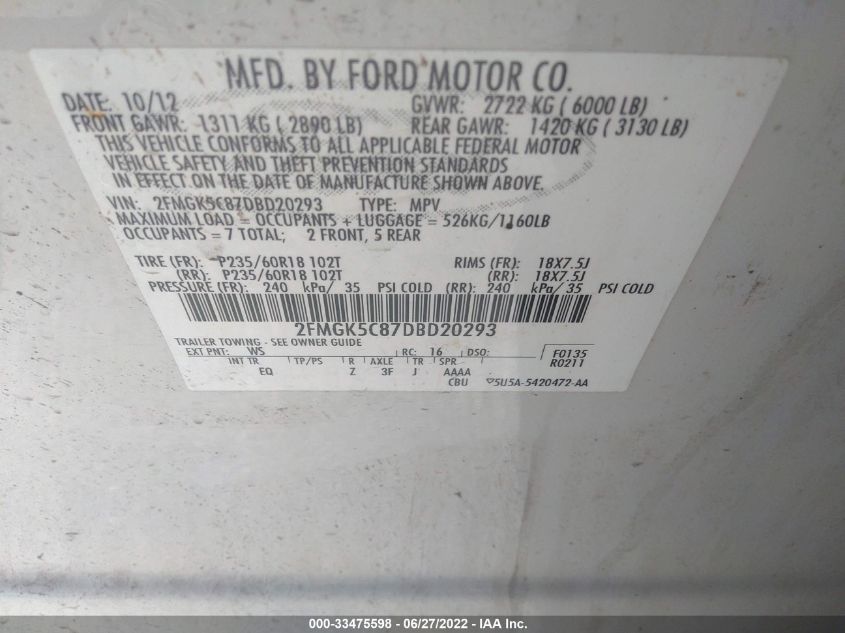 MFD. BY FORD MOTOR CO.
DATE: 10/12 GVWR: 2722 KG ( 6000 LB)
FRONT GAWR: 1311 KG ( 2890 LB) REAR GAWR: 1420 KG ( 3130 LB)
THIS VEHICLE CONFORMS TO ALL APPLICABLE FEDERAL MOTOR
VEHICLE SAFETY AND THEFT PREVENTION STANDARDS
IN EFFECT ON THE DATE OF MANUFACTURE SHOWN ABOVE.
VIN: 2FMGK5C87DBD20293 TYPE: MPV
MAXIMUM LOAD = OCCUPANTS + LUGGAGE = 526KG/1160LB
OCCUPANTS = 7 TOTAL; 2 FRONT, 5 REAR
TIRE (FR): P235/60R18 102T RIMS (FR): 18X7.5J
(RR): P235/60R18 102T (RR): 18X7.5J
PRESSURE (FR): 240 kPa/ 35 PSI COLD (RR): 240 kPa/ 35 PSI COLD
2FMGK5C87DBD20293
TRAILER TOWING - SEE OWNER GUIDE
EXT PNT: WS RC: 16 DSO: F0135
INT TR TP/PS R AXLE TR SPR R0211
EQ Z 3F J AAAA
CBU 5U5A-5420472-AA
000-33475598 - 06/27/2022 - IAA Inc.